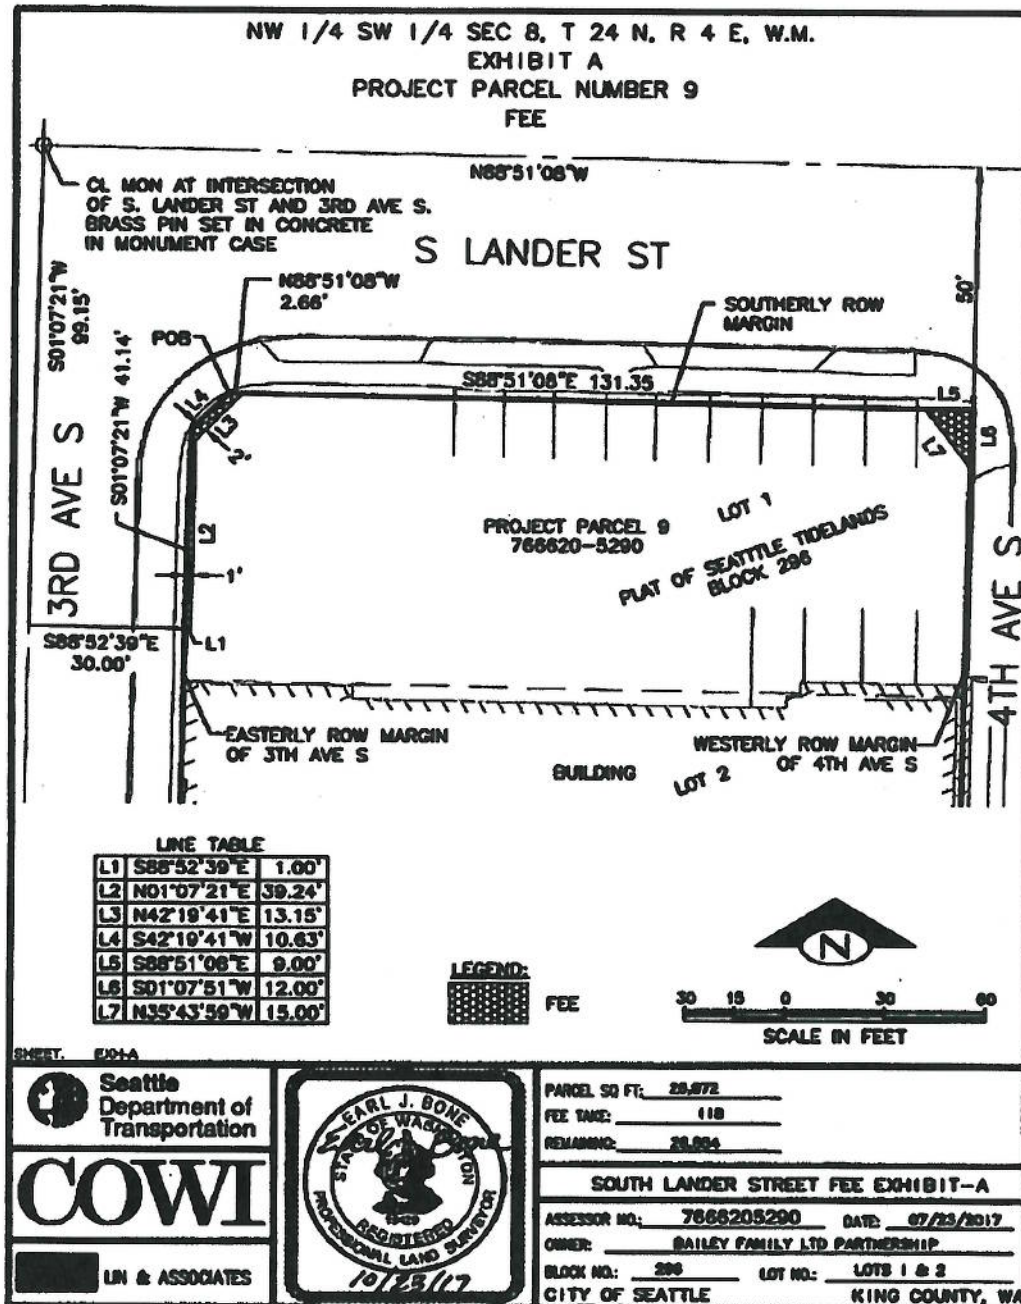 NW 1/4 SW 1/4 SEC 8, T 24 N, R 4 E, W.M.
EXHIBIT A
PROJECT PARCEL NUMBER 9
FEE
N88°51'08"W
CL MON AT INTERSECTION
OF S. LANDER ST AND 3RD AVE S.
BRASS PIN SET IN CONCRETE
IN MONUMENT CASE
S LANDER ST
S01°07'21"W
99.15'
N88°51'08"W
2.66'
50'
SOUTHERLY ROW
MARGIN
POB
S01°07'21"W 41.14'
S88°51'08"E 131.35
L4
L3
2'
L5
L6
L7
3RD AVE S
L2
1'
LOT 1
PROJECT PARCEL 9
766620-5290
PLAT OF SEATTTLE TIDELANDS
BLOCK 296
4TH AVE S
S88°52'39"E
30.00'
L1
EASTERLY ROW MARGIN
OF 3TH AVE S
WESTERLY ROW MARGIN
OF 4TH AVE S
BUILDING
LOT 2
LINE TABLE
L1 S88°52'39"E 1.00'
L2 N01°07'21"E 39.24'
L3 N42°19'41"E 13.15'
L4 S42°19'41"W 10.63'
L5 S88°51'08"E 9.00'
L6 S01°07'51"W 12.00'
L7 N35°43'59"W 15.00'
LEGEND:
FEE
N
30 15 0 30 60
SCALE IN FEET
SHEET. EXH-A
Seattle
Department of
Transportation
COWI
LIN & ASSOCIATES
EARL J. BONE
STATE OF WASHINGTON
REGISTERED
PROFESSIONAL LAND SURVEYOR
10/23/17
PARCEL SQ FT:
FEE TAKE: 118
REMAINING:
SOUTH LANDER STREET FEE EXHIBIT-A
ASSESSOR NO.: 7666205290 DATE: 07/23/2017
OWNER: BAILEY FAMILY LTD PARTNERSHIP
BLOCK NO.: 296 LOT NO.: LOTS 1 & 2
CITY OF SEATTLE KING COUNTY, WA